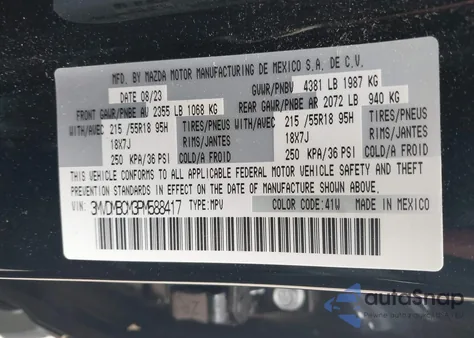 MFD. BY MAZDA MOTOR MANUFACTURING DE MEXICO S.A. DE C.V.
DATE 08/23 GVWR/PNBV 4381 LB 1987 KG
FRONT GAWR/PNBE AV 2355 LB 1068 KG REAR GAWR/PNBE AR 2072 LB 940 KG
WITH/AVEC 215 /55R18 95H TIRES/PNEUS WITH/AVEC 215 /55R18 95H TIRES/PNEUS
18X7J RIMS/JANTES 18X7J RIMS/JANTES
250 KPA/36 PSI COLD/A FROID 250 KPA/36 PSI COLD/A FROID
THIS VEHICLE CONFORMS TO ALL APPLICABLE FEDERAL MOTOR VEHICLE SAFETY AND THEFT
PREVENTION STANDARDS IN EFFECT ON THE DATE OF MANUFACTURE SHOWN ABOVE.
VIN: 3MVDMBCM3PM588417 TYPE: MPV COLOR CODE: 41W MADE IN MEXICO
autoSnap